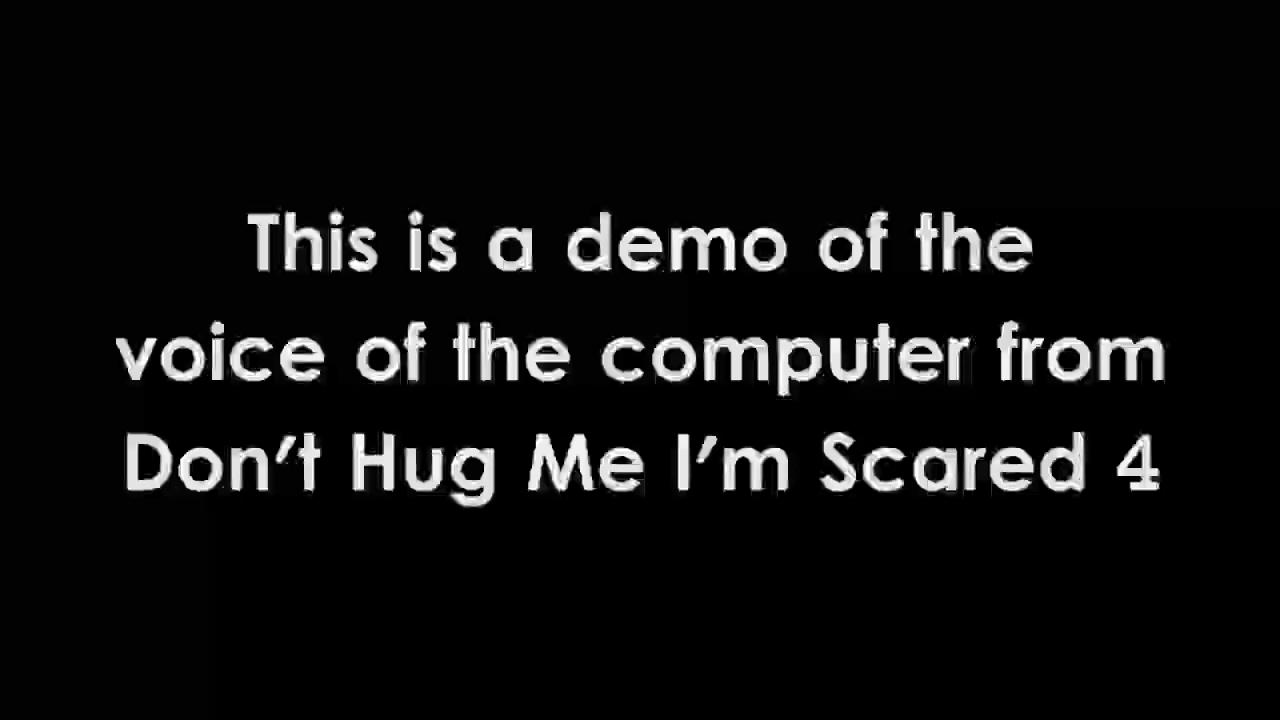 This is a demo of the
voice of the computer from
Don't Hug Me I'm Scared 4